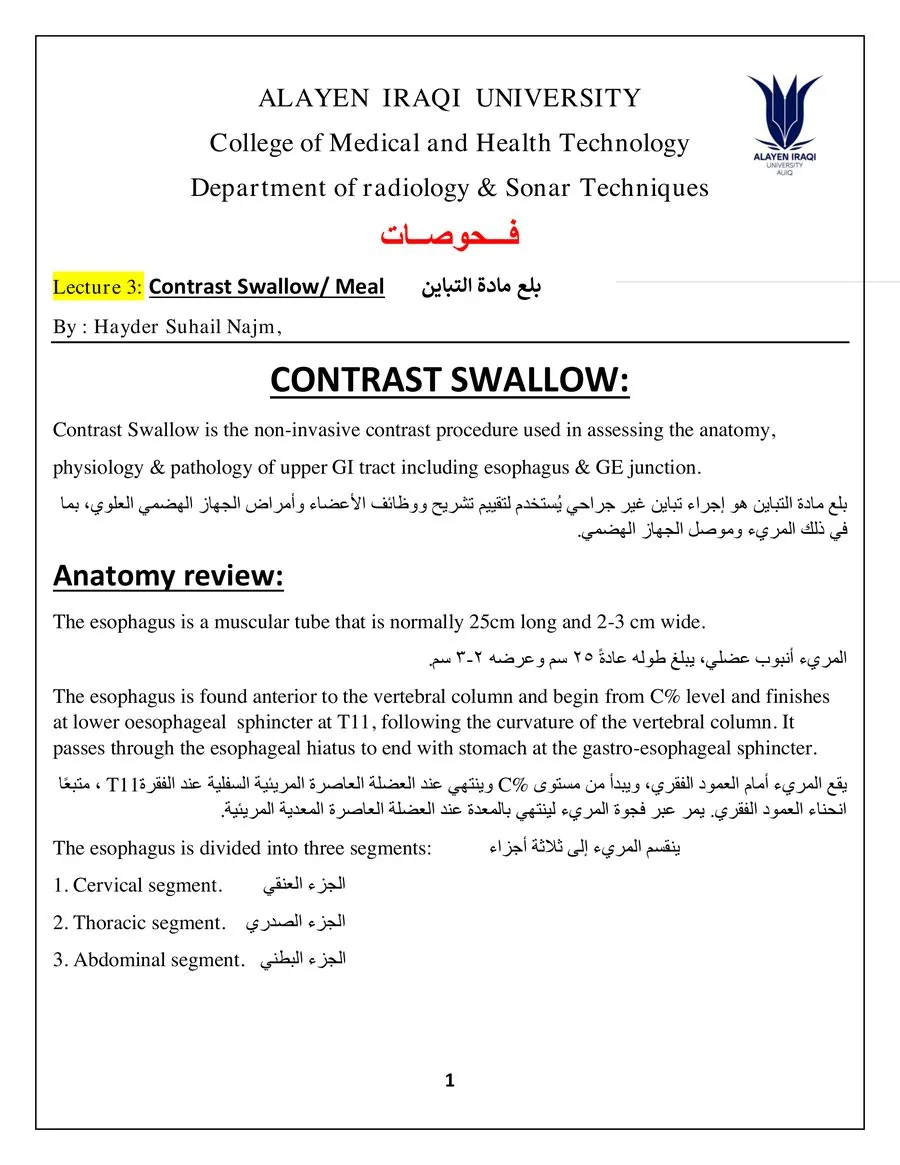 ALAYEN IRAQI UNIVERSITY
College of Medical and Health Technology
Department of radiology & Sonar Techniques
ALAYEN IRAQI
UNIVERSITY
AUIQ
فـــحوصـــات
Lecture 3: Contrast Swallow/ Meal بلع مادة التباين
By : Hayder Suhail Najm,
CONTRAST SWALLOW:
Contrast Swallow is the non-invasive contrast procedure used in assessing the anatomy,
physiology & pathology of upper GI tract including esophagus & GE junction.
بلع مادة التباين هو إجراء تباين غير جراحي يُستخدم لتقييم تشريح ووظائف الأعضاء وأمراض الجهاز الهضمي العلوي، بما
في ذلك المريء وموصل الجهاز الهضمي.
Anatomy review:
The esophagus is a muscular tube that is normally 25cm long and 2-3 cm wide.
المريء أنبوب عضلي، يبلغ طوله عادةً ٢٥ سم وعرضه ٢-٣ سم.
The esophagus is found anterior to the vertebral column and begin from C% level and finishes
at lower oesophageal sphincter at T11, following the curvature of the vertebral column. It
passes through the esophageal hiatus to end with stomach at the gastro-esophageal sphincter.
يقع المريء أمام العمود الفقري، ويبدأ من مستوى C% وينتهي عند العضلة العاصرة المريئية السفلية عند الفقرة T11 ، متبعًا
انحناء العمود الفقري. يمر عبر فجوة المريء لينتهي بالمعدة عند العضلة العاصرة المعدية المريئية.
The esophagus is divided into three segments: ينقسم المريء إلى ثلاثة أجزاء
1. Cervical segment. الجزء العنقي
2. Thoracic segment. الجزء الصدري
3. Abdominal segment. الجزء البطني
1